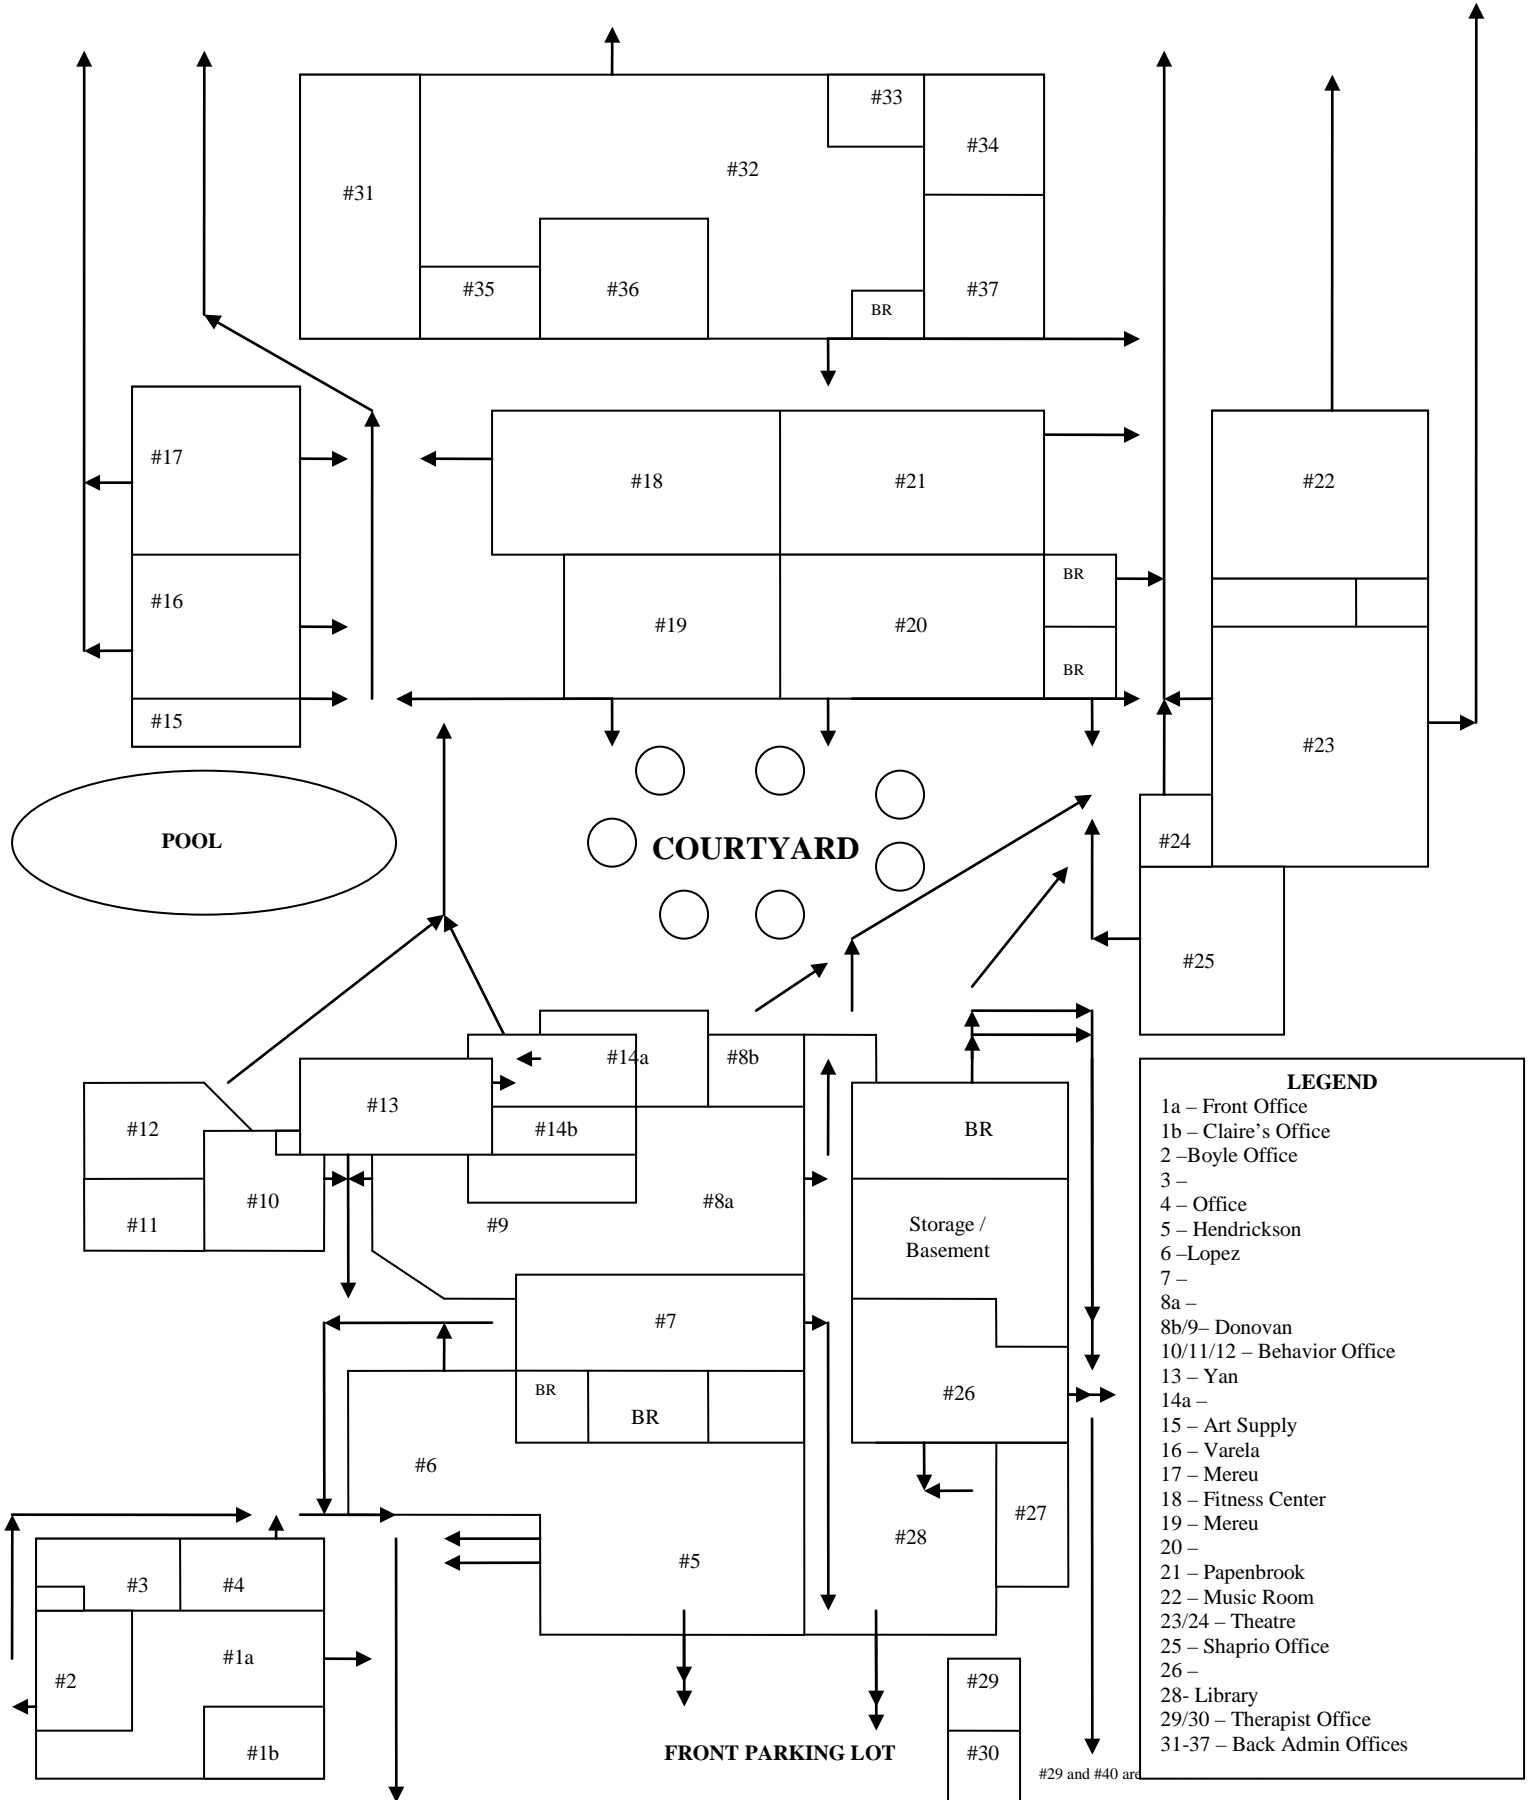 #33
#34
#32
#31
#35
#36
#37
BR
#17
#18
#21
#22
#16
BR
#19
#20
BR
#15
#23
POOL
COURTYARD
#24
#25
#14a
#8b
#13
#12
#14b
BR
#10
#8a
#11
#9
Storage /
Basement
#7
BR
BR
#26
#6
#27
#28
#5
#3
#4
#1a
#2
#1b
#29
#30
FRONT PARKING LOT
#29 and #40 are
LEGEND
1a – Front Office
1b – Claire's Office
2 –Boyle Office
3 –
4 – Office
5 – Hendrickson
6 –Lopez
7 –
8a –
8b/9– Donovan
10/11/12 – Behavior Office
13 – Yan
14a –
15 – Art Supply
16 – Varela
17 – Mereu
18 – Fitness Center
19 – Mereu
20 –
21 – Papenbrook
22 – Music Room
23/24 – Theatre
25 – Shaprio Office
26 –
28- Library
29/30 – Therapist Office
31-37 – Back Admin Offices